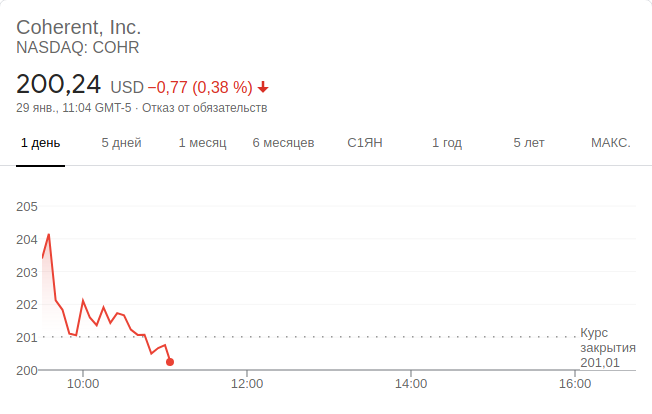 Coherent, Inc.
NASDAQ: COHR
200,24 USD −0,77 (0,38 %)
29 янв., 11:04 GMT-5 · Отказ от обязательств
1 день 5 дней 1 месяц 6 месяцев С1ЯН 1 год 5 лет МАКС.
205
204
203
202
201
200
Курс
закрытия
201,01
10:00 12:00 14:00 16:00